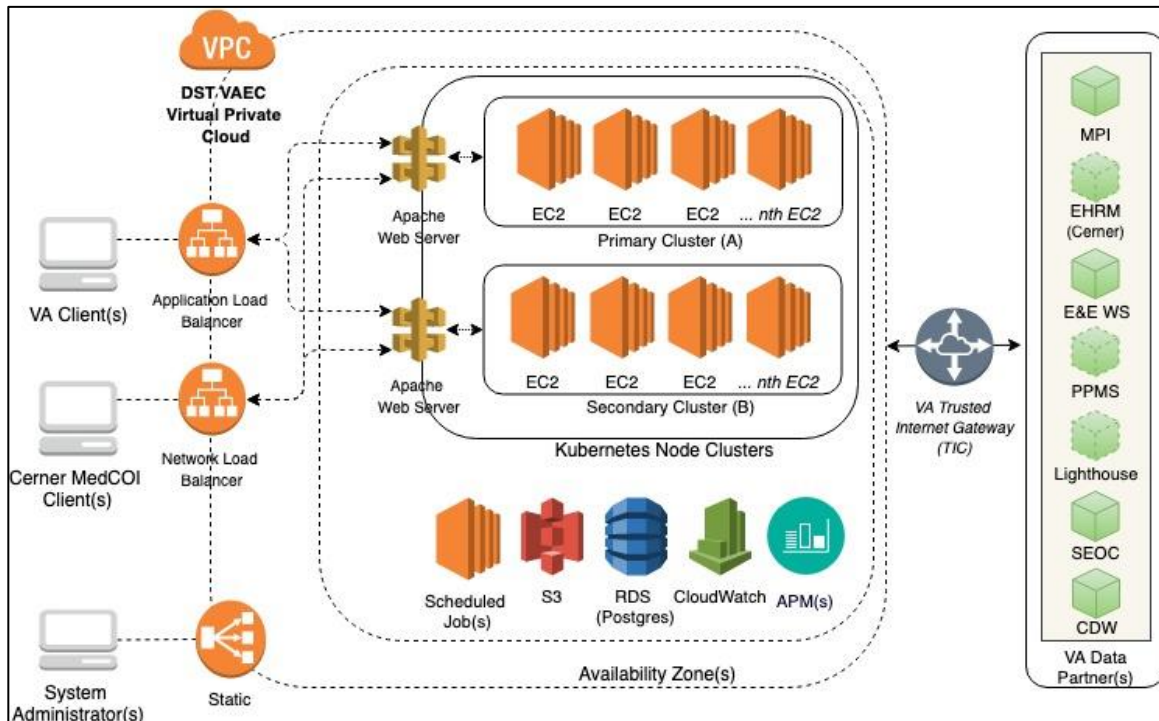 VPC
DST VAEC
Virtual Private
Cloud
VA Client(s)
Application Load
Balancer
Cerner MedCOI
Client(s)
Network Load
Balancer
System
Administrator(s)
Static
Apache
Web Server
EC2
EC2
EC2
... nth EC2
Primary Cluster (A)
Apache
Web Server
EC2
EC2
EC2
... nth EC2
Secondary Cluster (B)
Kubernetes Node Clusters
Scheduled
Job(s)
S3
RDS
(Postgres)
CloudWatch
APM(s)
Availability Zone(s)
VA Trusted
Internet Gateway
(TIC)
MPI
EHRM
(Cerner)
E&E WS
PPMS
Lighthouse
SEOC
CDW
VA Data
Partner(s)